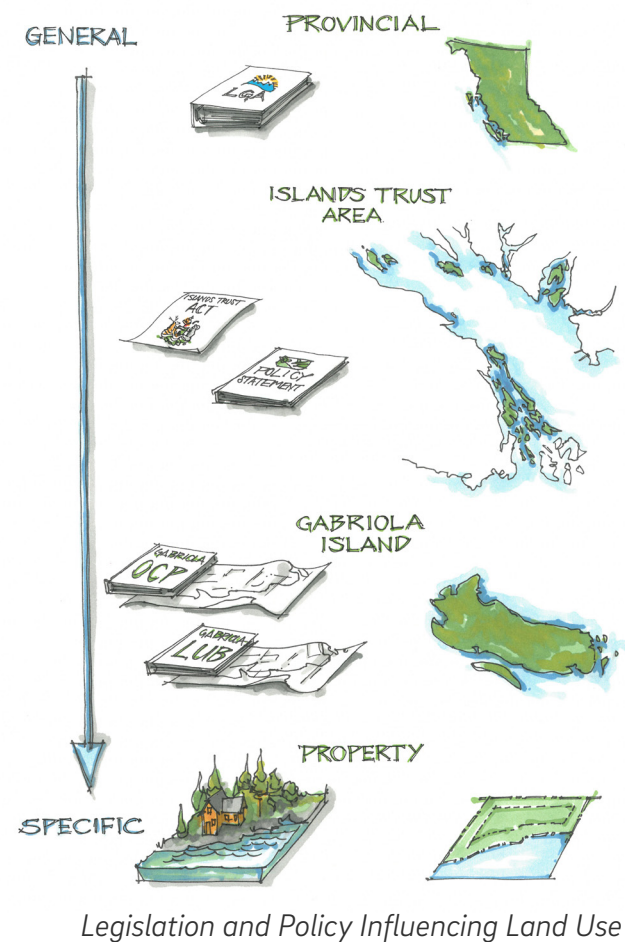 GENERAL
PROVINCIAL
LGA
ISLANDS TRUST
AREA
ISLANDS TRUST
ACT
POLICY
STATEMENT
GABRIOLA
ISLAND
GABRIOLA
OCP
GABRIOLA
LUB
PROPERTY
SPECIFIC
Legislation and Policy Influencing Land Use